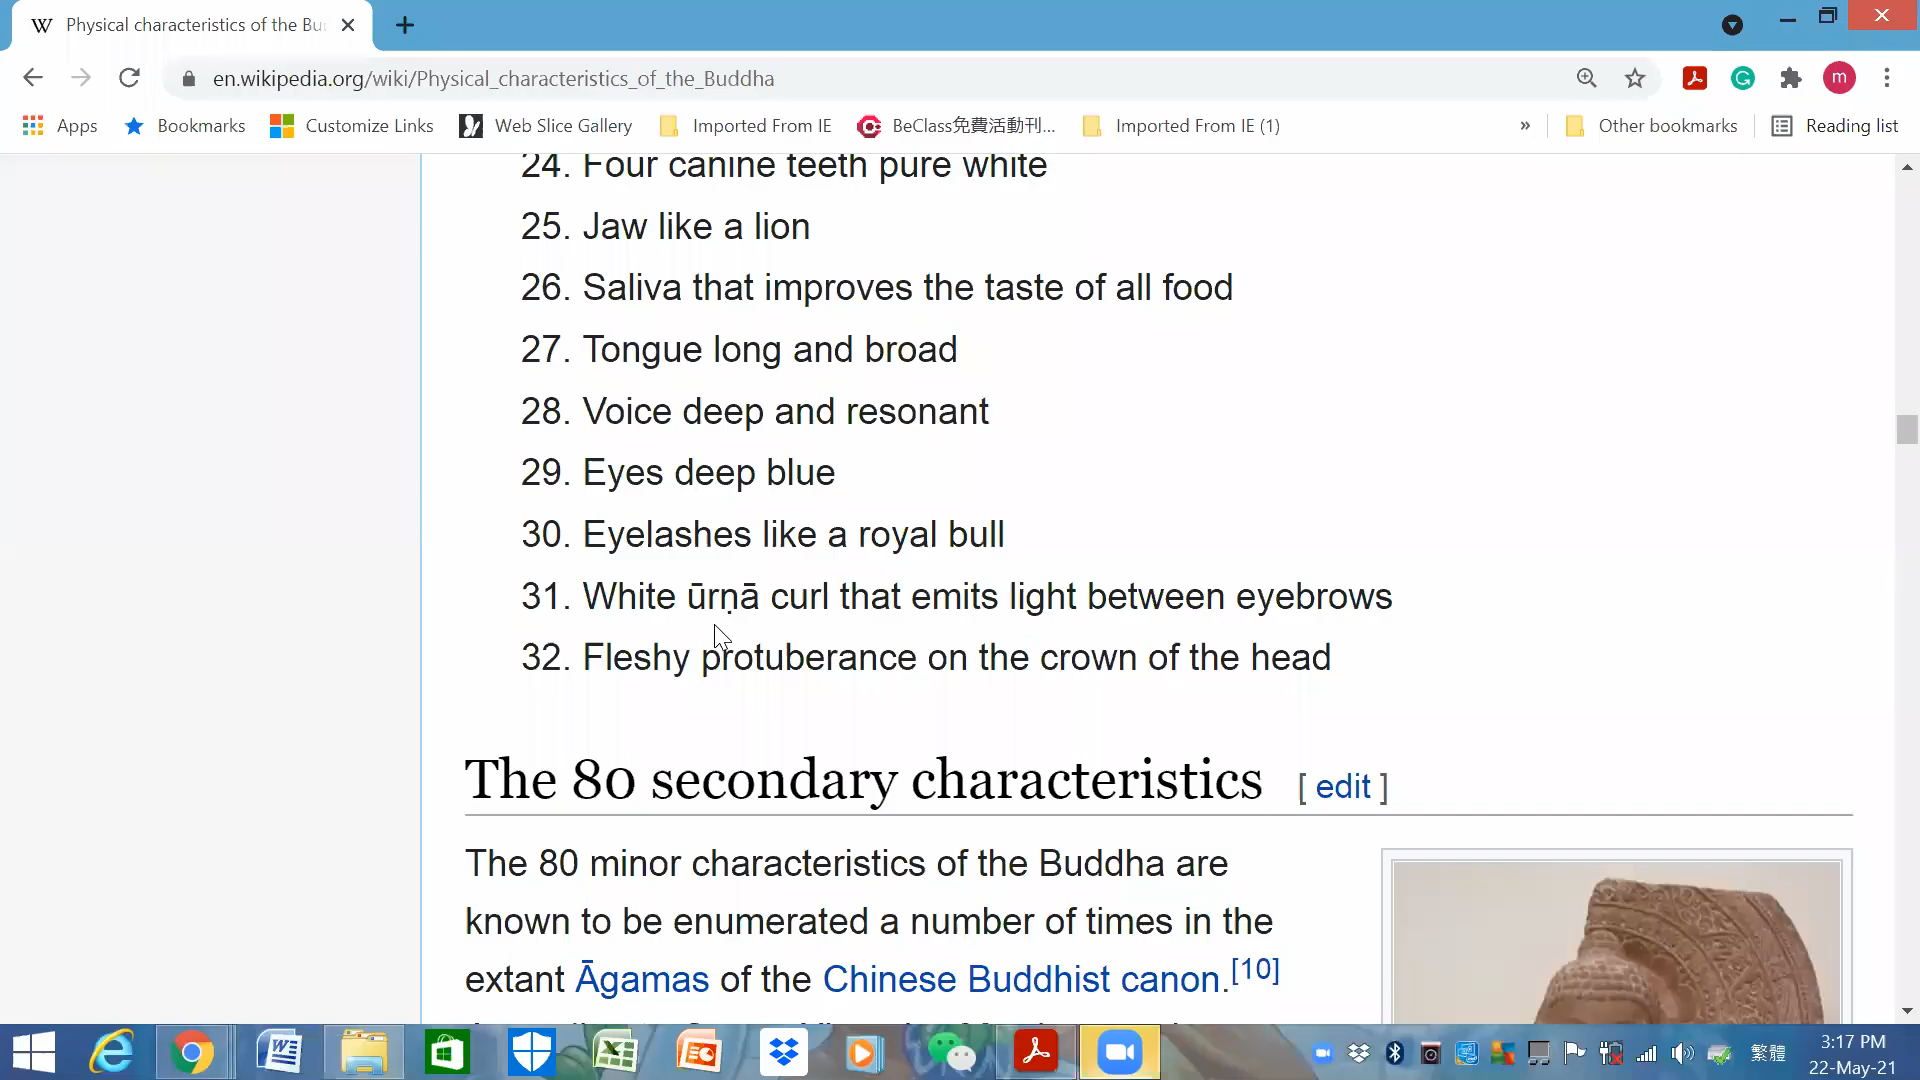 Physical characteristics of the Bu
en.wikipedia.org/wiki/Physical_characteristics_of_the_Buddha
m
Apps
Bookmarks
Customize Links
Web Slice Gallery
Imported From IE
BeClass免費活動刊...
Imported From IE (1)
»
Other bookmarks
Reading list
24. Four canine teeth pure white
25. Jaw like a lion
26. Saliva that improves the taste of all food
27. Tongue long and broad
28. Voice deep and resonant
29. Eyes deep blue
30. Eyelashes like a royal bull
31. White ūrṇā curl that emits light between eyebrows
32. Fleshy protuberance on the crown of the head
The 80 secondary characteristics [ edit ]
The 80 minor characteristics of the Buddha are
known to be enumerated a number of times in the
extant Āgamas of the Chinese Buddhist canon.[10]
繁體
3:17 PM
22-May-21